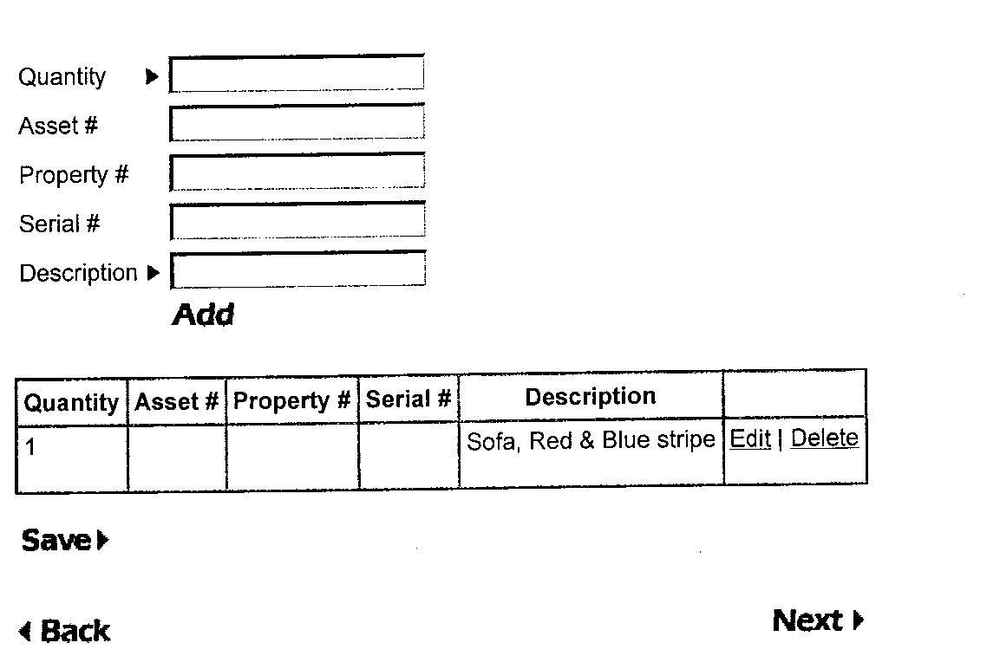 Quantity ▶
Asset #
Property #
Serial #
Description ▶
Add
Quantity Asset # Property # Serial # Description
1 Sofa, Red & Blue stripe Edit | Delete
Save ▶
◀ Back Next ▶